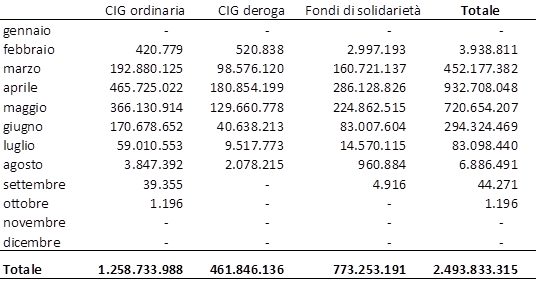 CIG ordinaria CIG deroga Fondi di solidarietà Totale
gennaio - - - -
febbraio 420.779 520.838 2.997.193 3.938.811
marzo 192.880.125 98.576.120 160.721.137 452.177.382
aprile 465.725.022 180.854.199 286.128.826 932.708.048
maggio 366.130.914 129.660.778 224.862.515 720.654.207
giugno 170.678.652 40.638.213 83.007.604 294.324.469
luglio 59.010.553 9.517.773 14.570.115 83.098.440
agosto 3.847.392 2.078.215 960.884 6.886.491
settembre 39.355 - 4.916 44.271
ottobre 1.196 - - 1.196
novembre - - - -
dicembre - - - -
Totale 1.258.733.988 461.846.136 773.253.191 2.493.833.315